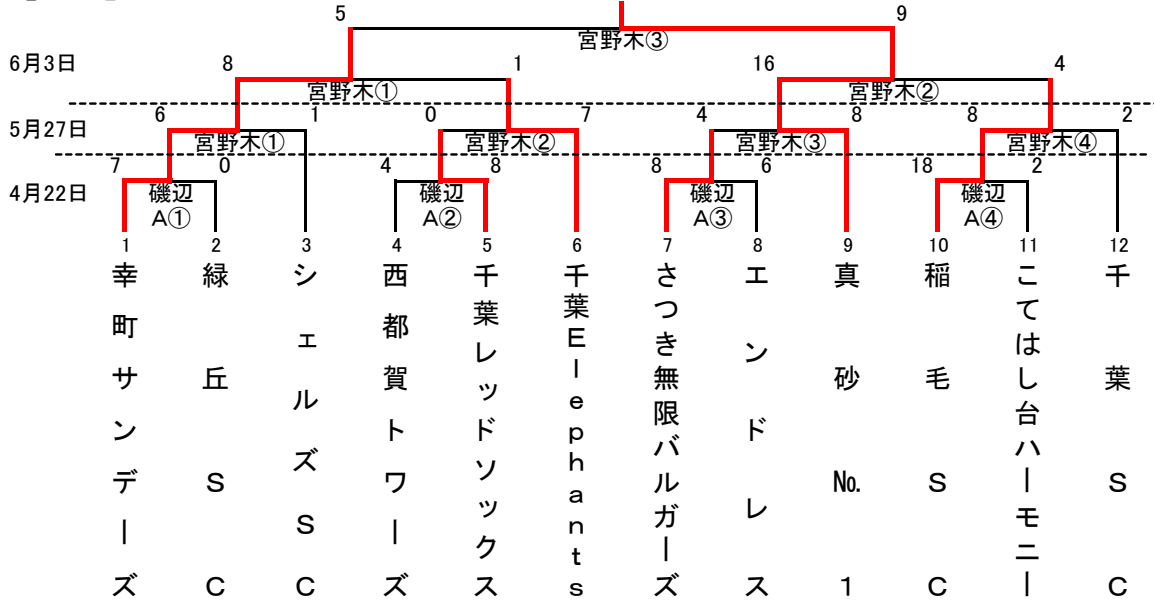 5 9
宮野木③
6月3日 8 1 16 4
宮野木① 宮野木②
5月27日 6 1 0 7 4 8 8 2
宮野木① 宮野木② 宮野木③ 宮野木④
4月22日 7 0 4 8 8 6 18 2
磯辺 磯辺 磯辺 磯辺
A① A② A③ A④
1 2 3 4 5 6 7 8 9 10 11 12
幸町サンデーズ
緑丘SC
シェルズSC
西都賀トワーズ
千葉レッドソックス
千葉Elephants
さつき無限バルガーズ
エンドレス
真砂№1
稲毛SC
こてはし台ハーモニー
千葉SC